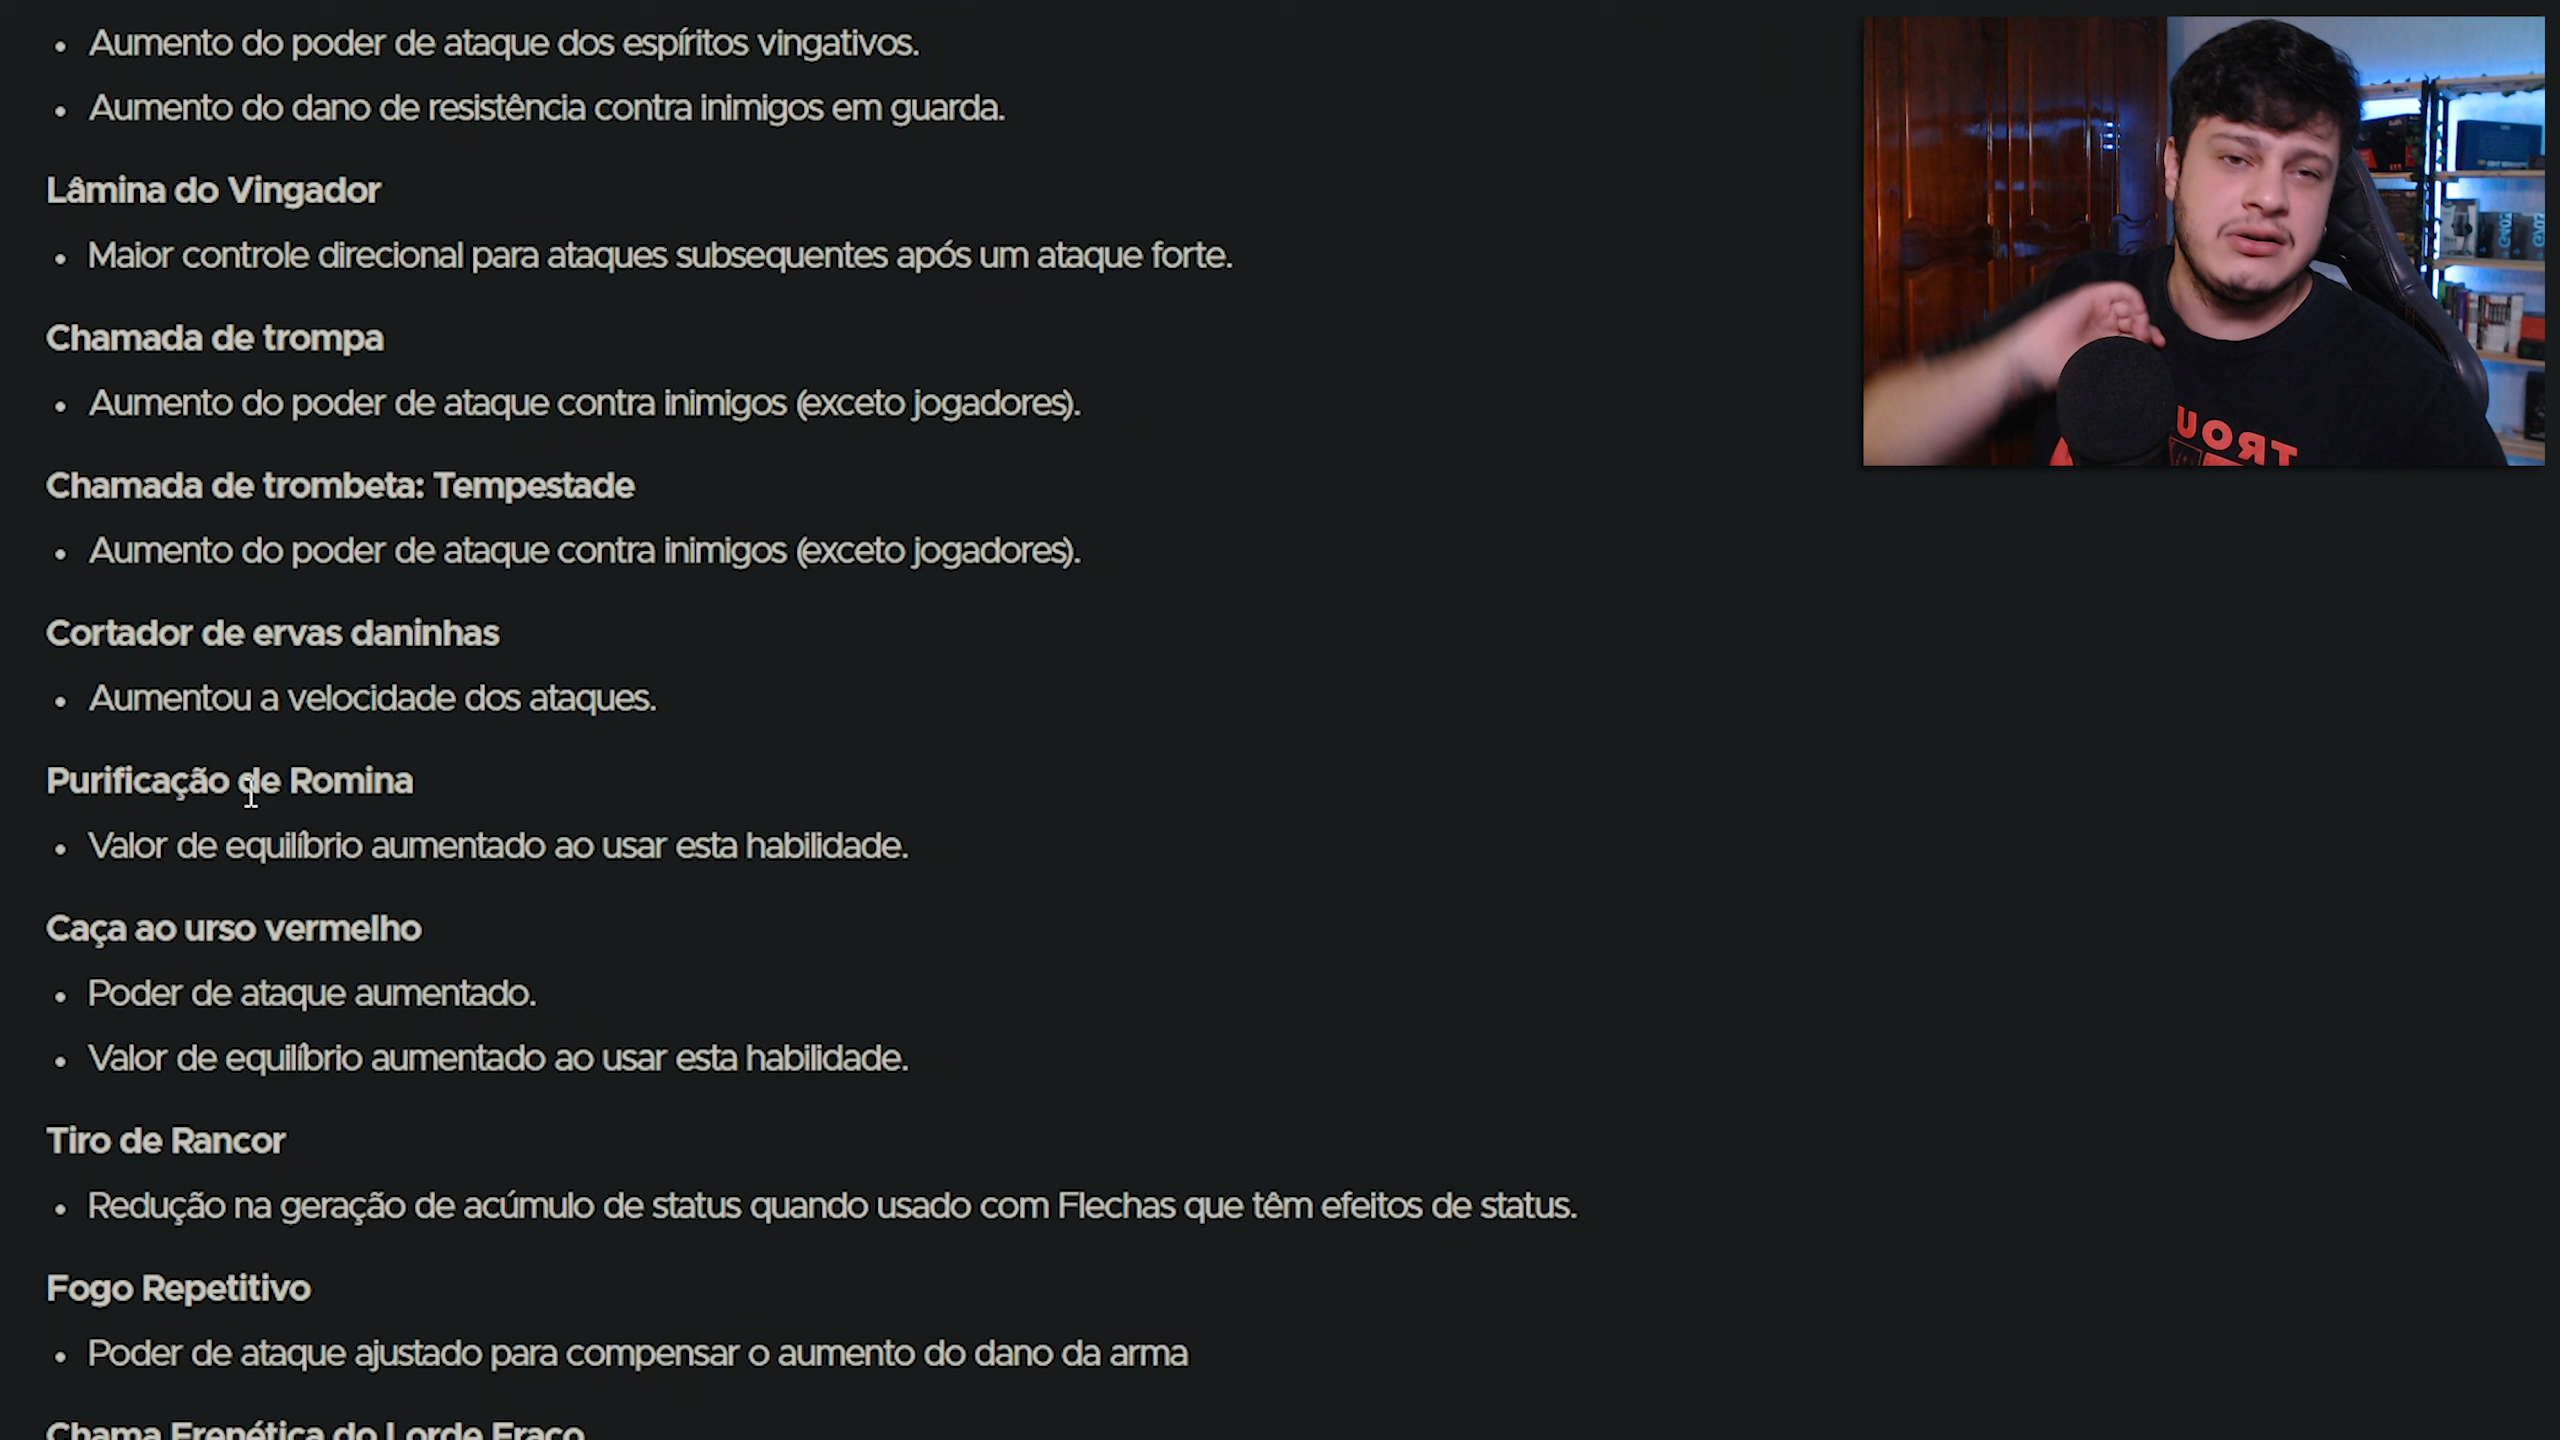 • Aumento do poder de ataque dos espíritos vingativos.
• Aumento do dano de resistência contra inimigos em guarda.
Lâmina do Vingador
• Maior controle direcional para ataques subsequentes após um ataque forte.
Chamada de trompa
• Aumento do poder de ataque contra inimigos (exceto jogadores).
Chamada de trombeta: Tempestade
• Aumento do poder de ataque contra inimigos (exceto jogadores).
Cortador de ervas daninhas
• Aumentou a velocidade dos ataques.
Purificação de Romina
• Valor de equilíbrio aumentado ao usar esta habilidade.
Caça ao urso vermelho
• Poder de ataque aumentado.
• Valor de equilíbrio aumentado ao usar esta habilidade.
Tiro de Rancor
• Redução na geração de acúmulo de status quando usado com Flechas que têm efeitos de status.
Fogo Repetitivo
• Poder de ataque ajustado para compensar o aumento do dano da arma
Chama Frenética do Lorde Fraco
TROU